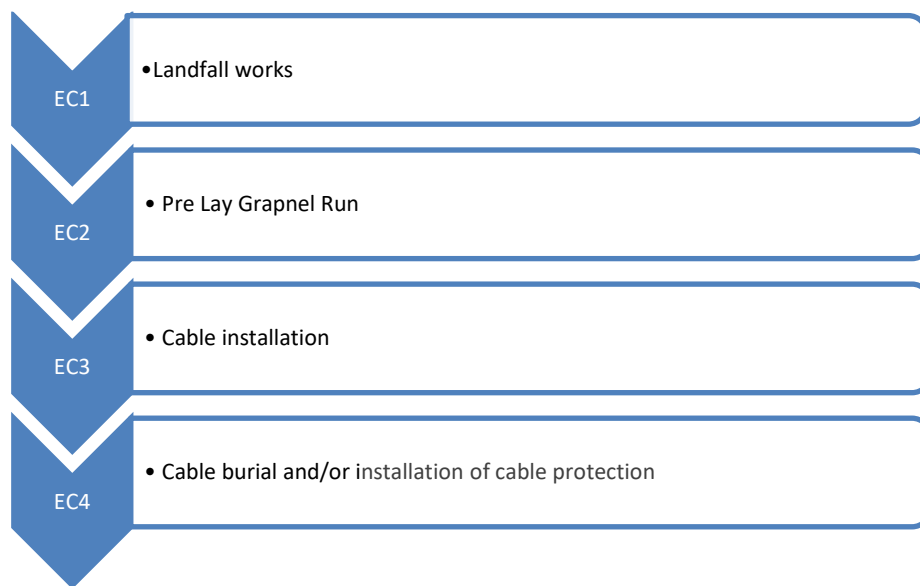 EC1
•Landfall works
EC2
• Pre Lay Grapnel Run
EC3
• Cable installation
EC4
• Cable burial and/or installation of cable protection